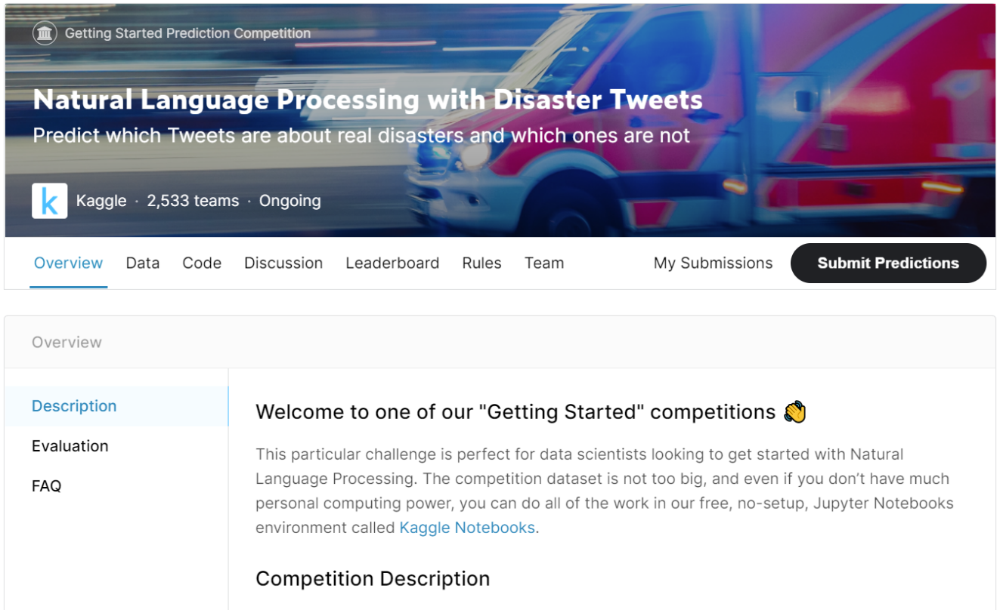 Getting Started Prediction Competition
Natural Language Processing with Disaster Tweets
Predict which Tweets are about real disasters and which ones are not
k
Kaggle · 2,533 teams · Ongoing
Overview Data Code Discussion Leaderboard Rules Team My Submissions Submit Predictions
Overview
Description
Evaluation
FAQ
Welcome to one of our "Getting Started" competitions 👋
This particular challenge is perfect for data scientists looking to get started with Natural
Language Processing. The competition dataset is not too big, and even if you don’t have much
personal computing power, you can do all of the work in our free, no-setup, Jupyter Notebooks
environment called Kaggle Notebooks.
Competition Description